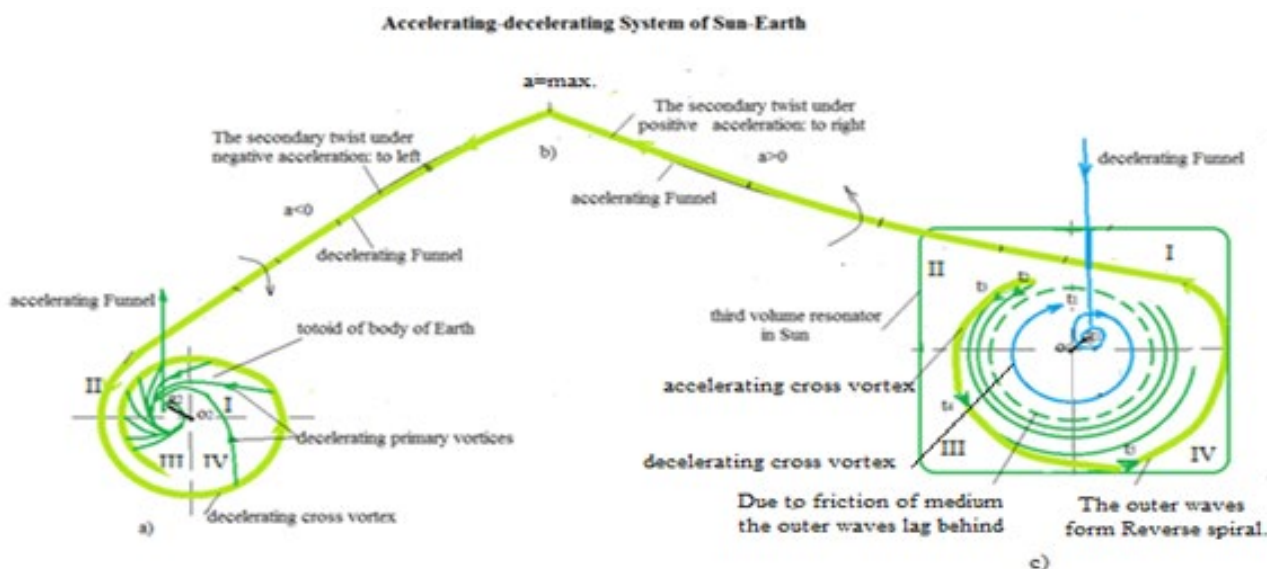 Accelerating-decelerating System of Sun-Earth
a=max.
The secondary twist under
negative acceleration: to left
The secondary twist under
positive acceleration: to right
b)
a>0
decelerating Funnel
accelerating Funnel
a<0
decelerating Funnel
accelerating Funnel
totoid of body of Earth
II
I
III
IV
decelerating primary vortices
decelerating cross vortex
a)
II
I
third volume resonator
in Sun
accelerating cross vortex
III
IV
decelerating cross vortex
Due to friction of medium
the outer waves lag behind
The outer waves
form Reverse spiral.
c)